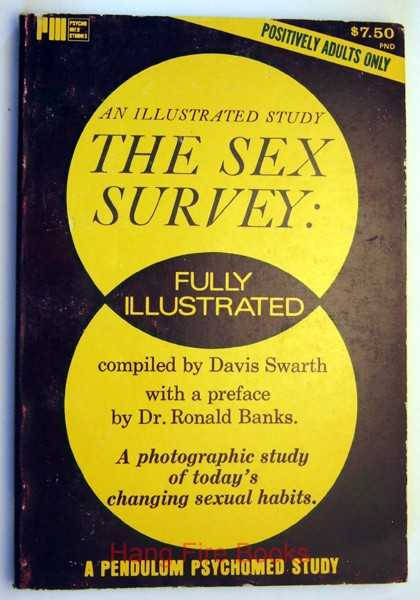 PM PSYCHO
MED
STUDIES
$7.50
PND
POSITIVELY ADULTS ONLY
AN ILLUSTRATED STUDY
THE SEX
SURVEY:
FULLY
ILLUSTRATED
compiled by Davis Swarth
with a preface
by Dr. Ronald Banks.
A photographic study
of today's
changing sexual habits.
Hang Fire Books
A PENDULUM PSYCHOMED STUDY